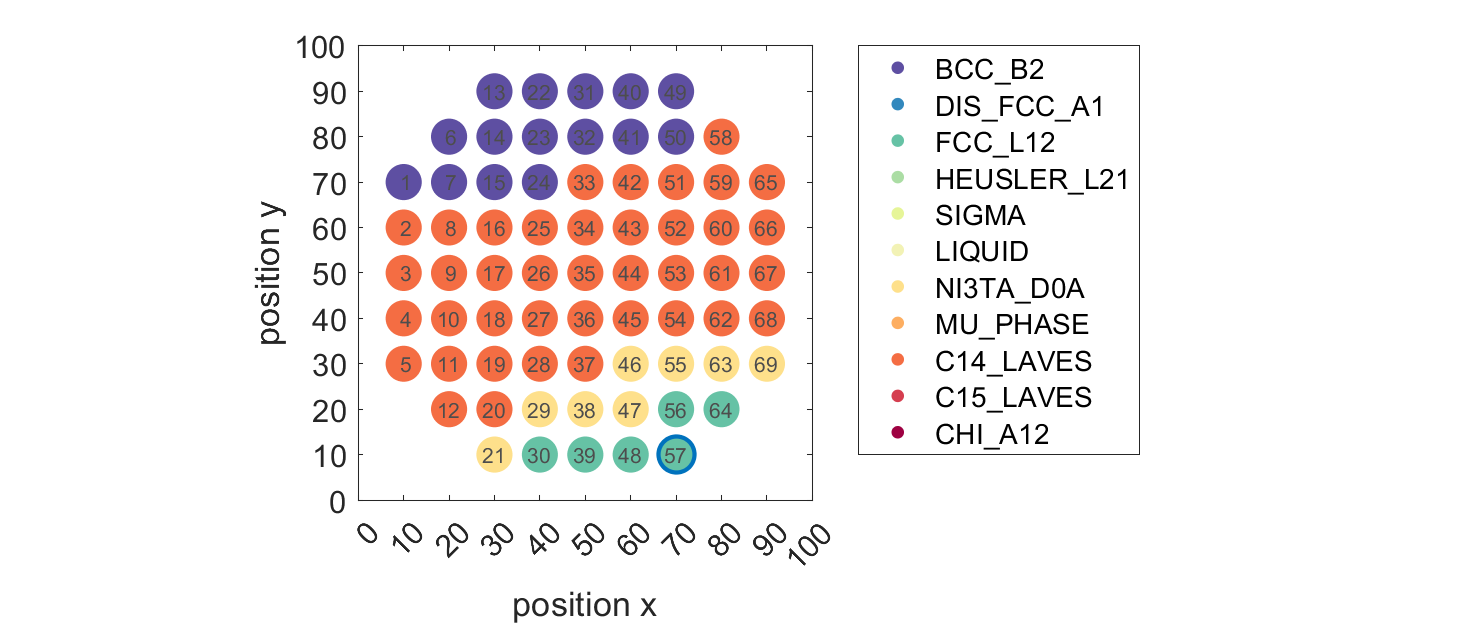 100
90 13 22 31 40 49
80 6 14 23 32 41 50 58
70 1 7 15 24 33 42 51 59 65
60 2 8 16 25 34 43 52 60 66
50 3 9 17 26 35 44 53 61 67
40 4 10 18 27 36 45 54 62 68
30 5 11 19 28 37 46 55 63 69
20 12 20 29 38 47 56 64
10 21 30 39 48 57
0
position y
0 10 20 30 40 50 60 70 80 90 100
position x
BCC_B2
DIS_FCC_A1
FCC_L12
HEUSLER_L21
SIGMA
LIQUID
NI3TA_D0A
MU_PHASE
C14_LAVES
C15_LAVES
CHI_A12